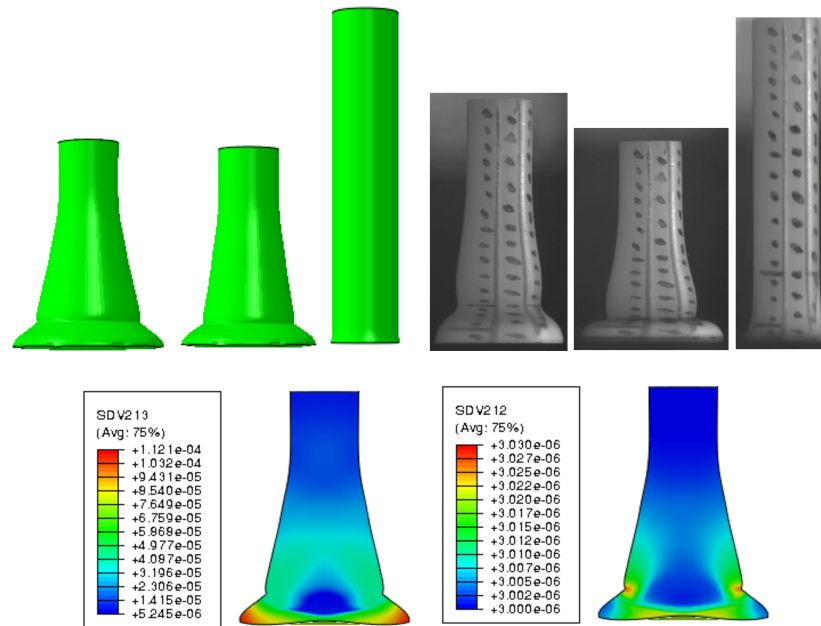 SDV213
(Avg: 75%)
+1.121e-04
+1.032e-04
+9.431e-05
+8.540e-05
+7.649e-05
+6.759e-05
+5.868e-05
+4.977e-05
+4.087e-05
+3.196e-05
+2.306e-05
+1.415e-05
+5.245e-06
SDV212
(Avg: 75%)
+3.030e-06
+3.027e-06
+3.025e-06
+3.022e-06
+3.020e-06
+3.017e-06
+3.015e-06
+3.012e-06
+3.010e-06
+3.007e-06
+3.005e-06
+3.002e-06
+3.000e-06